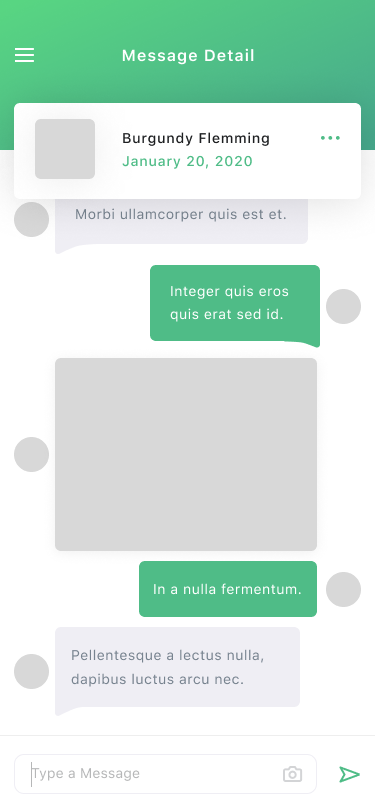 Message Detail
Burgundy Flemming
January 20, 2020
Morbi ullamcorper quis est et.
Integer quis eros
quis erat sed id.
In a nulla fermentum.
Pellentesque a lectus nulla,
dapibus luctus arcu nec.
Type a Message